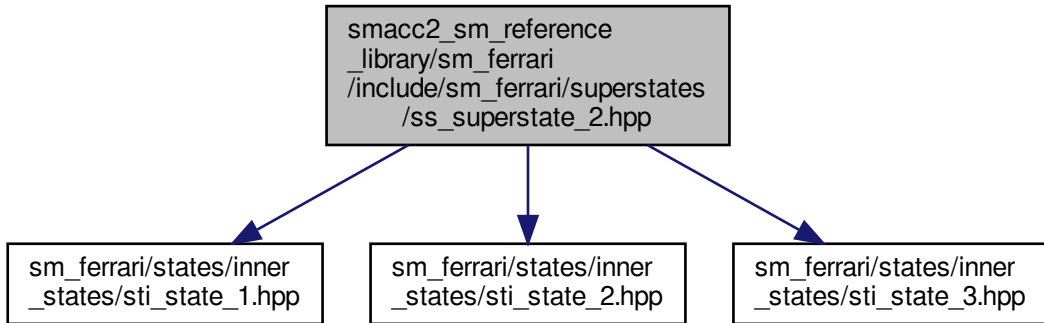 smacc2_sm_reference
_library/sm_ferrari
/include/sm_ferrari/superstates
/ss_superstate_2.hpp
sm_ferrari/states/inner
_states/sti_state_1.hpp
sm_ferrari/states/inner
_states/sti_state_2.hpp
sm_ferrari/states/inner
_states/sti_state_3.hpp